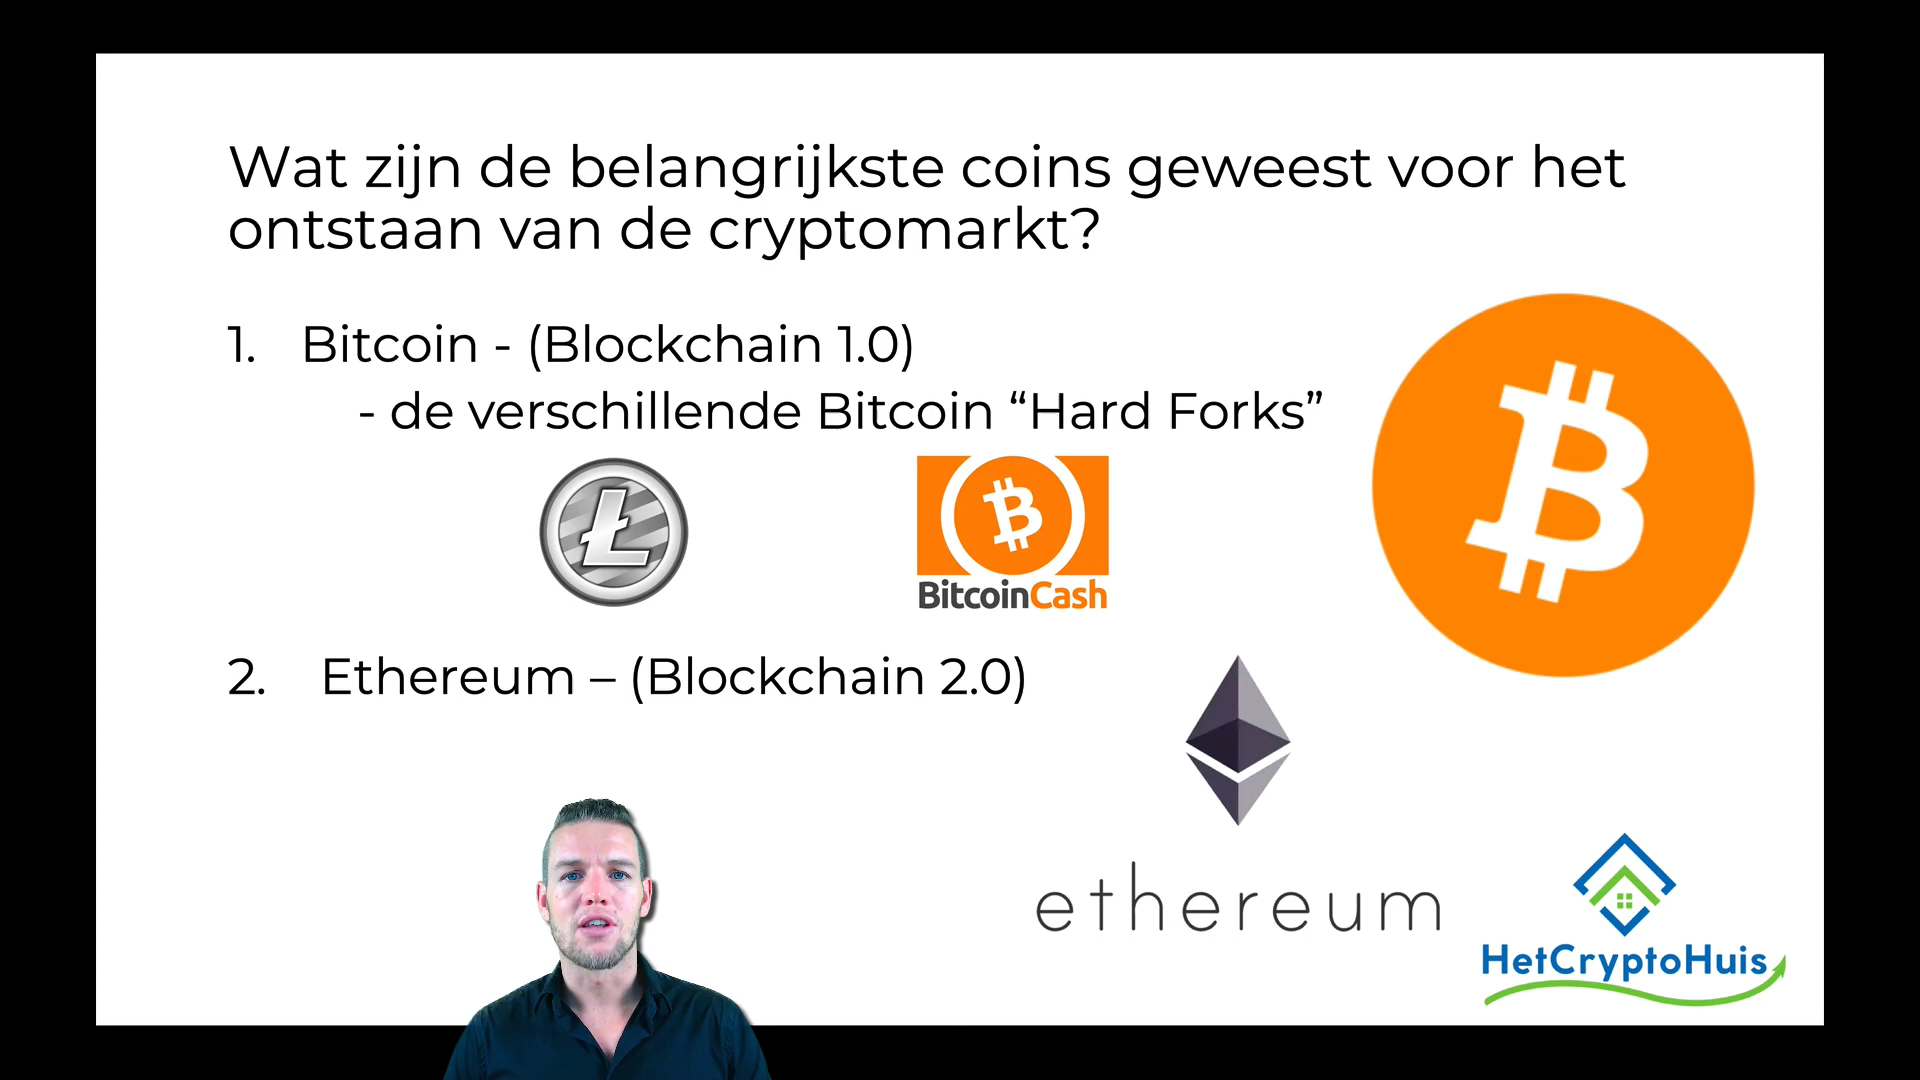 Wat zijn de belangrijkste coins geweest voor het
ontstaan van de cryptomarkt?
1. Bitcoin - (Blockchain 1.0)
- de verschillende Bitcoin “Hard Forks”
BitcoinCash
2. Ethereum – (Blockchain 2.0)
ethereum
HetCryptoHuis